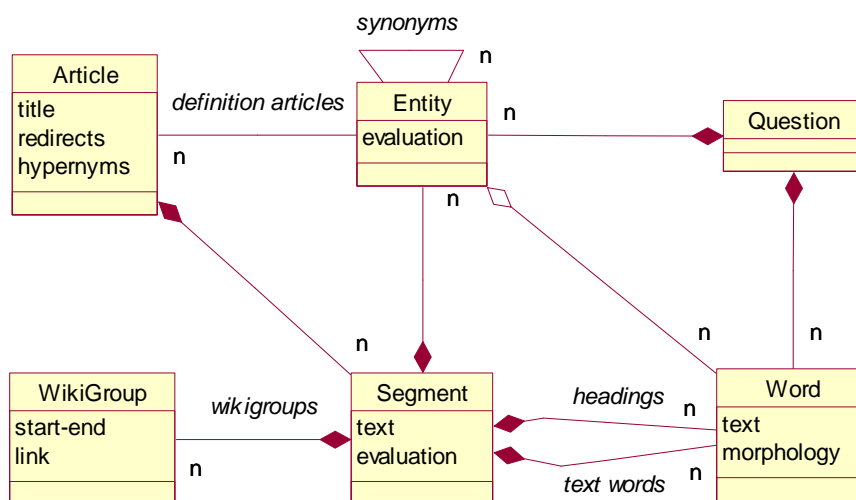 synonyms
n
Article
title
redirects
hypernyms
definition articles
n
Entity
evaluation
n
n
Question
n
n
n
WikiGroup
start-end
link
wikigroups
n
Segment
text
evaluation
headings
n
text words
n
Word
text
morphology